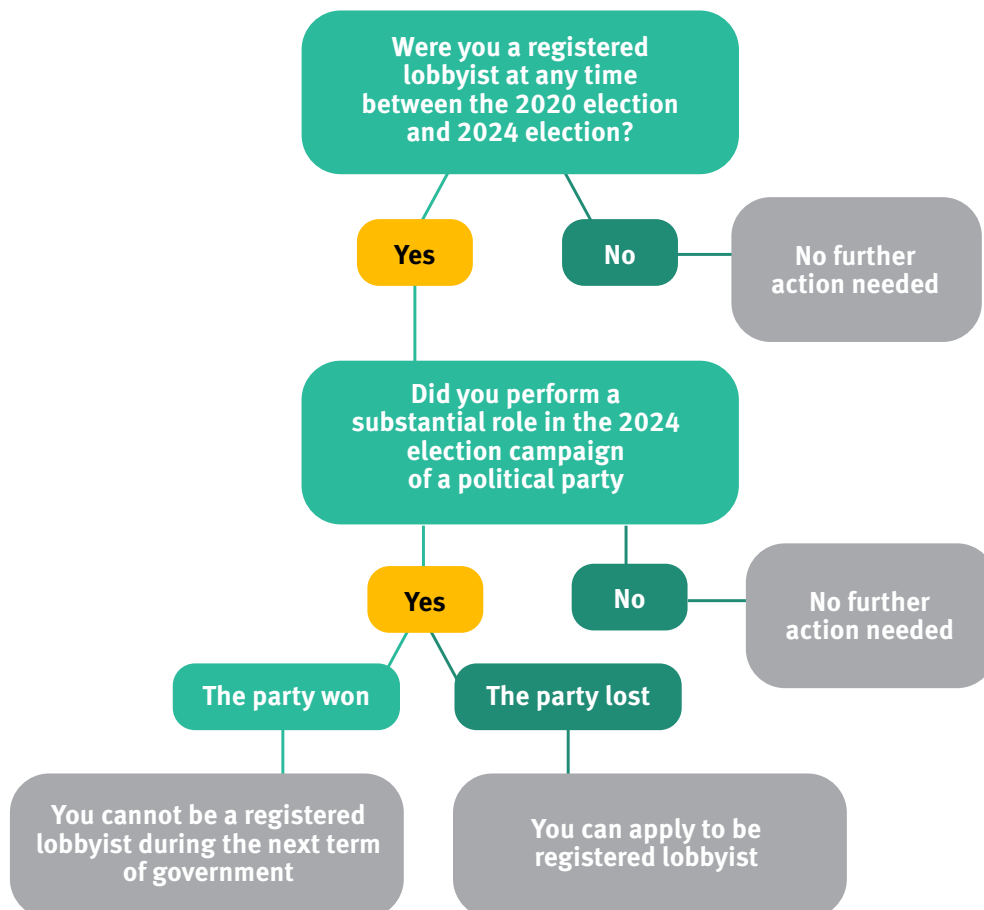 Were you a registered
lobbyist at any time
between the 2020 election
and 2024 election?
Yes
No
No further
action needed
Did you perform a
substantial role in the 2024
election campaign
of a political party
Yes
No
No further
action needed
The party won
The party lost
You cannot be a registered
lobbyist during the next term
of government
You can apply to be
registered lobbyist